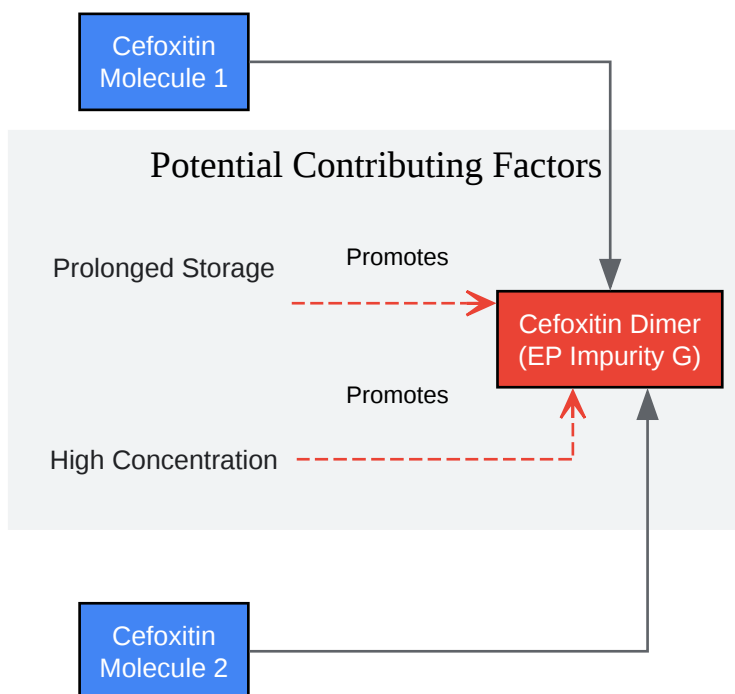 Cefoxitin
Molecule 1
Potential Contributing Factors
Promotes
Prolonged Storage
Cefoxitin Dimer
(EP Impurity G)
Promotes
High Concentration
Cefoxitin
Molecule 2